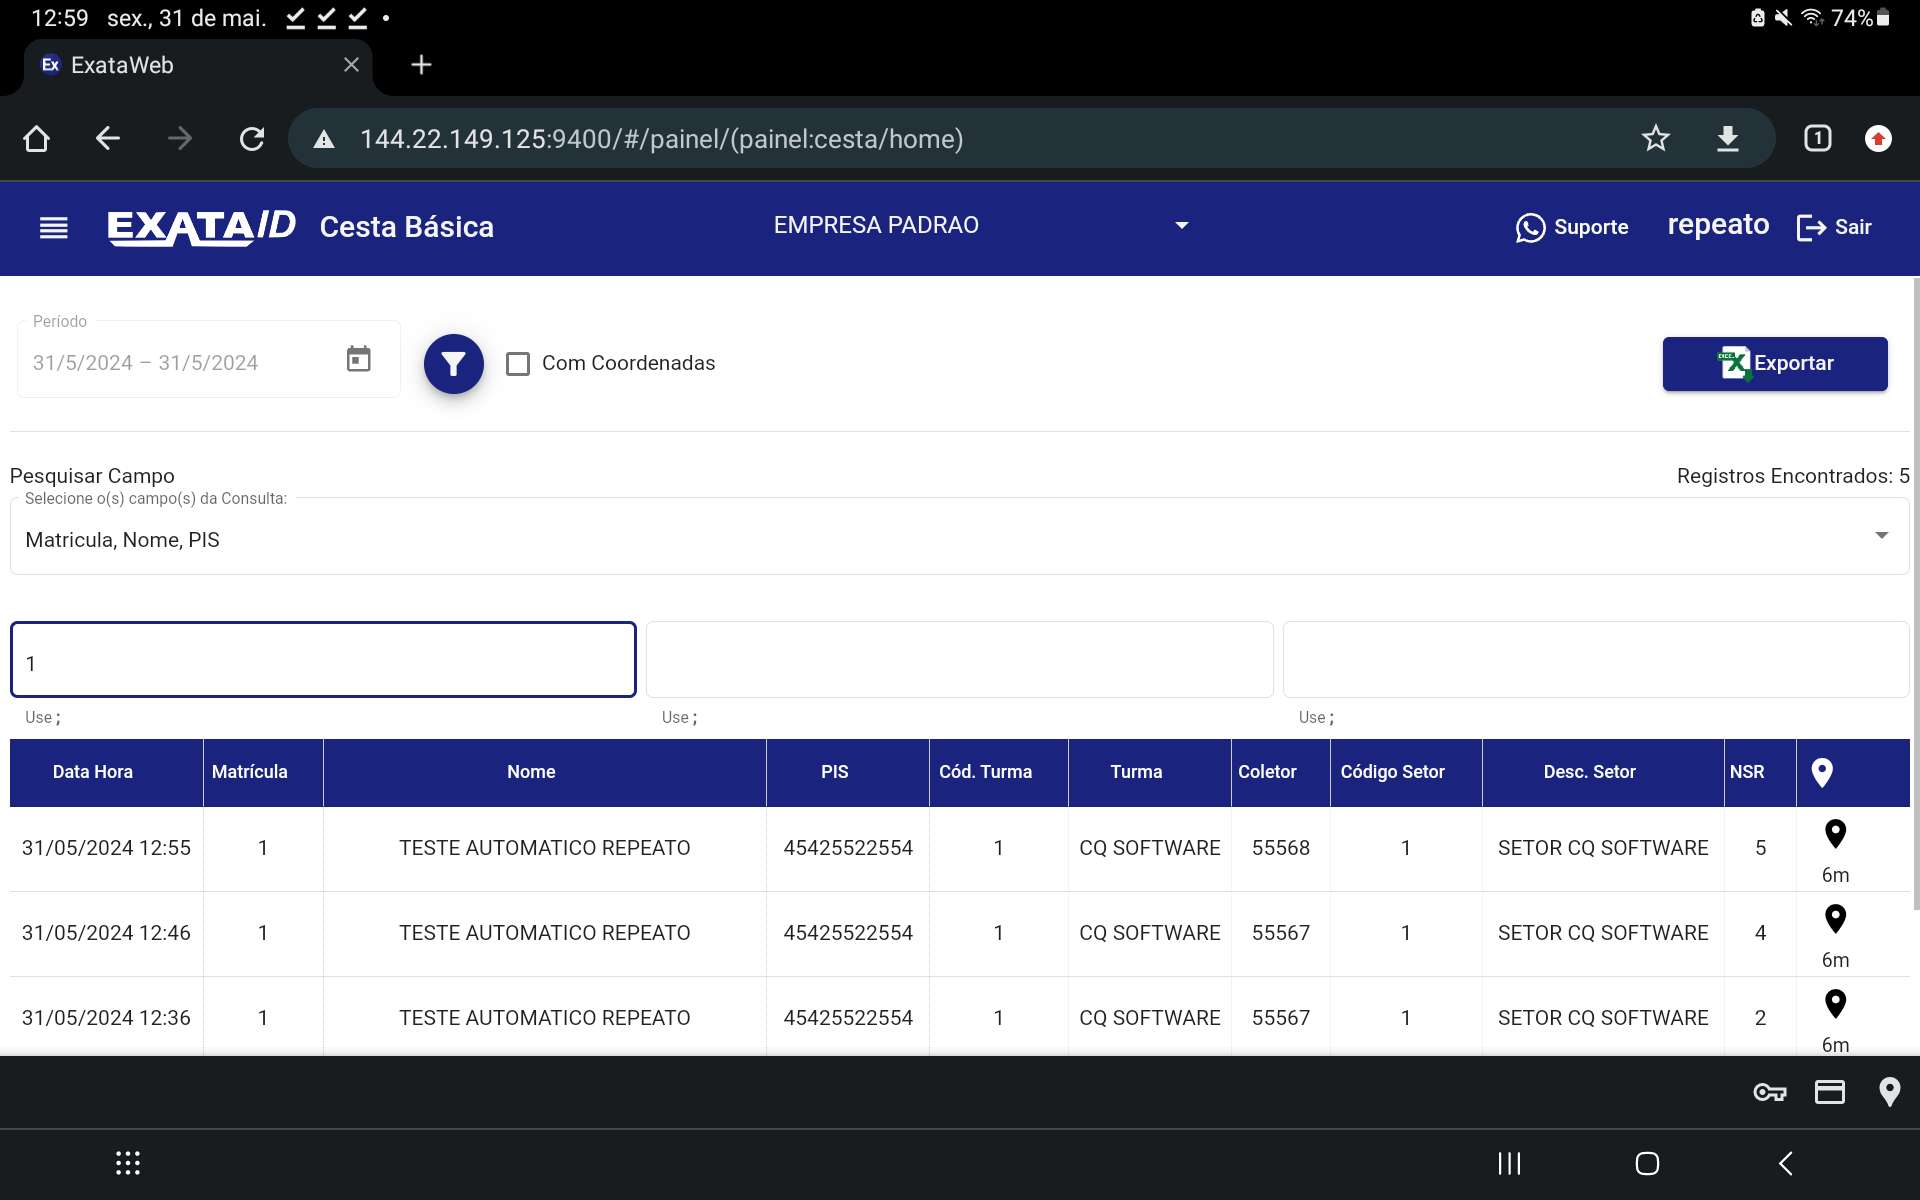 12:59 sex., 31 de mai. 74%
Ex ExataWeb
144.22.149.125:9400/#/painel/(painel:cesta/home) 1
EXATA ID Cesta Básica EMPRESA PADRAO Suporte repeato Sair
Período
31/5/2024 – 31/5/2024 Com Coordenadas Exportar
Pesquisar Campo Registros Encontrados: 5
Selecione o(s) campo(s) da Consulta:
Matricula, Nome, PIS
1
Use ; Use ; Use ;
Data Hora Matrícula Nome PIS Cód. Turma Turma Coletor Código Setor Desc. Setor NSR
31/05/2024 12:55 1 TESTE AUTOMATICO REPEATO 45425522554 1 CQ SOFTWARE 55568 1 SETOR CQ SOFTWARE 5
6m
31/05/2024 12:46 1 TESTE AUTOMATICO REPEATO 45425522554 1 CQ SOFTWARE 55567 1 SETOR CQ SOFTWARE 4
6m
31/05/2024 12:36 1 TESTE AUTOMATICO REPEATO 45425522554 1 CQ SOFTWARE 55567 1 SETOR CQ SOFTWARE 2
6m